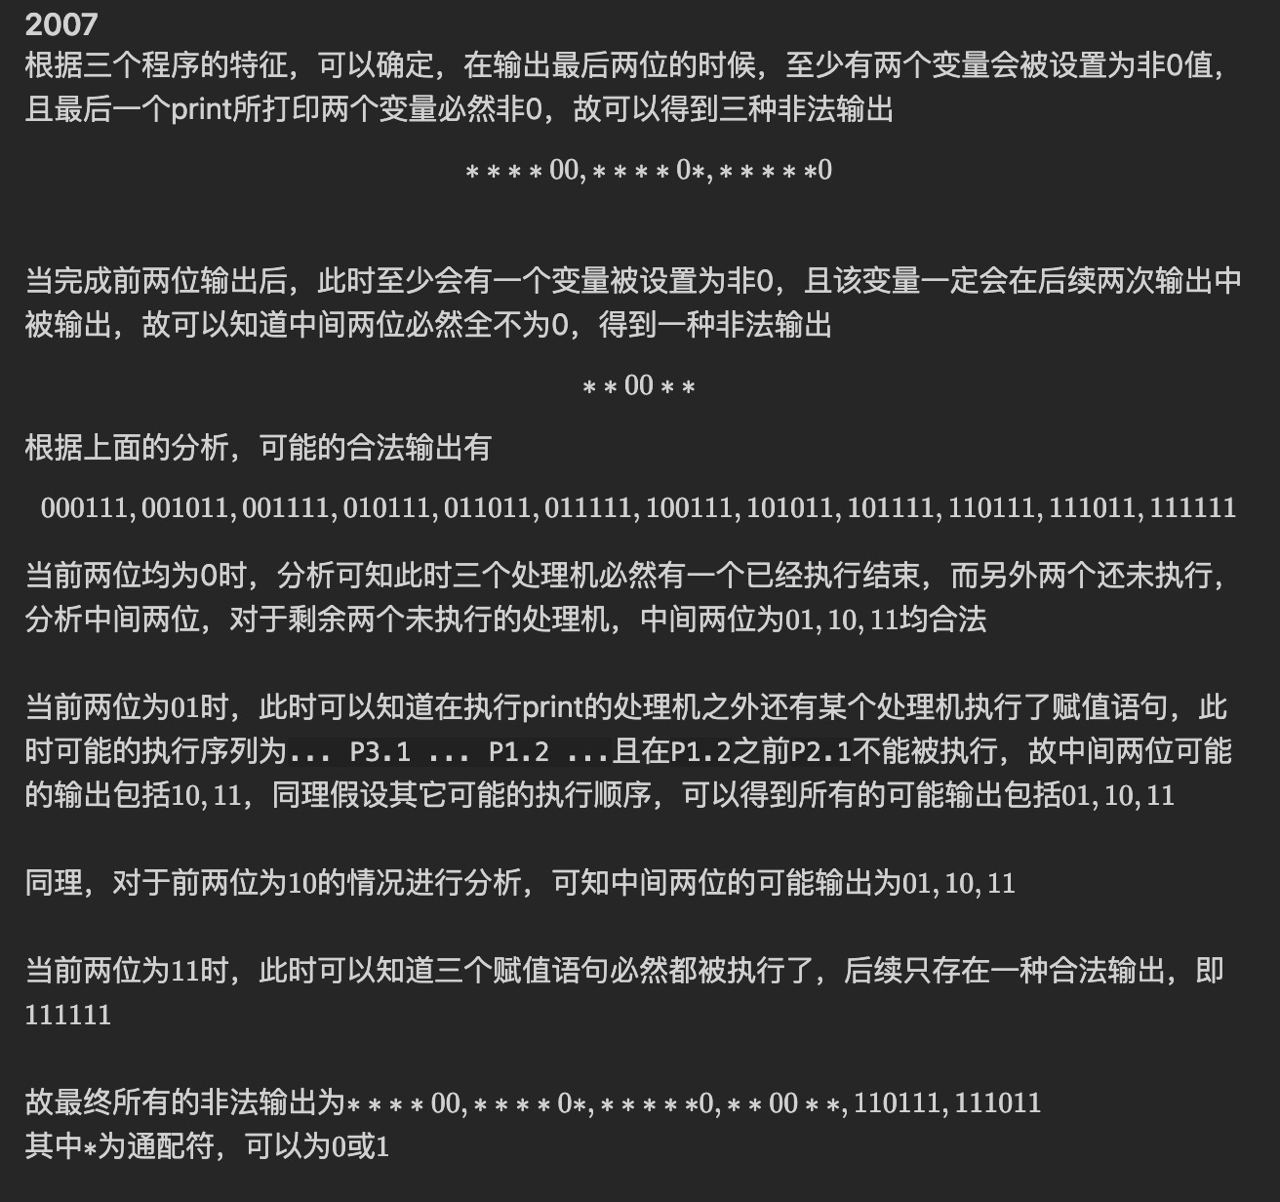 2007
根据三个程序的特征，可以确定，在输出最后两位的时候，至少有两个变量会被设置为非0值，
且最后一个print所打印两个变量必然非0，故可以得到三种非法输出
∗∗∗∗00,∗∗∗∗0∗,∗∗∗∗∗0
当完成前两位输出后，此时至少会有一个变量被设置为非0，且该变量一定会在后续两次输出中
被输出，故可以知道中间两位必然全不为0，得到一种非法输出
∗∗00∗∗
根据上面的分析，可能的合法输出有
000111,001011,001111,010111,011011,011111,100111,101011,101111,110111,111011,111111
当前两位均为0时，分析可知此时三个处理机必然有一个已经执行结束，而另外两个还未执行，
分析中间两位，对于剩余两个未执行的处理机，中间两位为01,10,11均合法
当前两位为01时，此时可以知道在执行print的处理机之外还有某个处理机执行了赋值语句，此
时可能的执行序列为... P3.1 ... P1.2 ...且在P1.2之前P2.1不能被执行，故中间两位可能
的输出包括10,11，同理假设其它可能的执行顺序，可以得到所有的可能输出包括01,10,11
同理，对于前两位为10的情况进行分析，可知中间两位的可能输出为01,10,11
当前两位为11时，此时可以知道三个赋值语句必然都被执行了，后续只存在一种合法输出，即
111111
故最终所有的非法输出为∗∗∗∗00,∗∗∗∗0∗,∗∗∗∗∗0,∗∗00∗∗,110111,111011
其中∗为通配符，可以为0或1